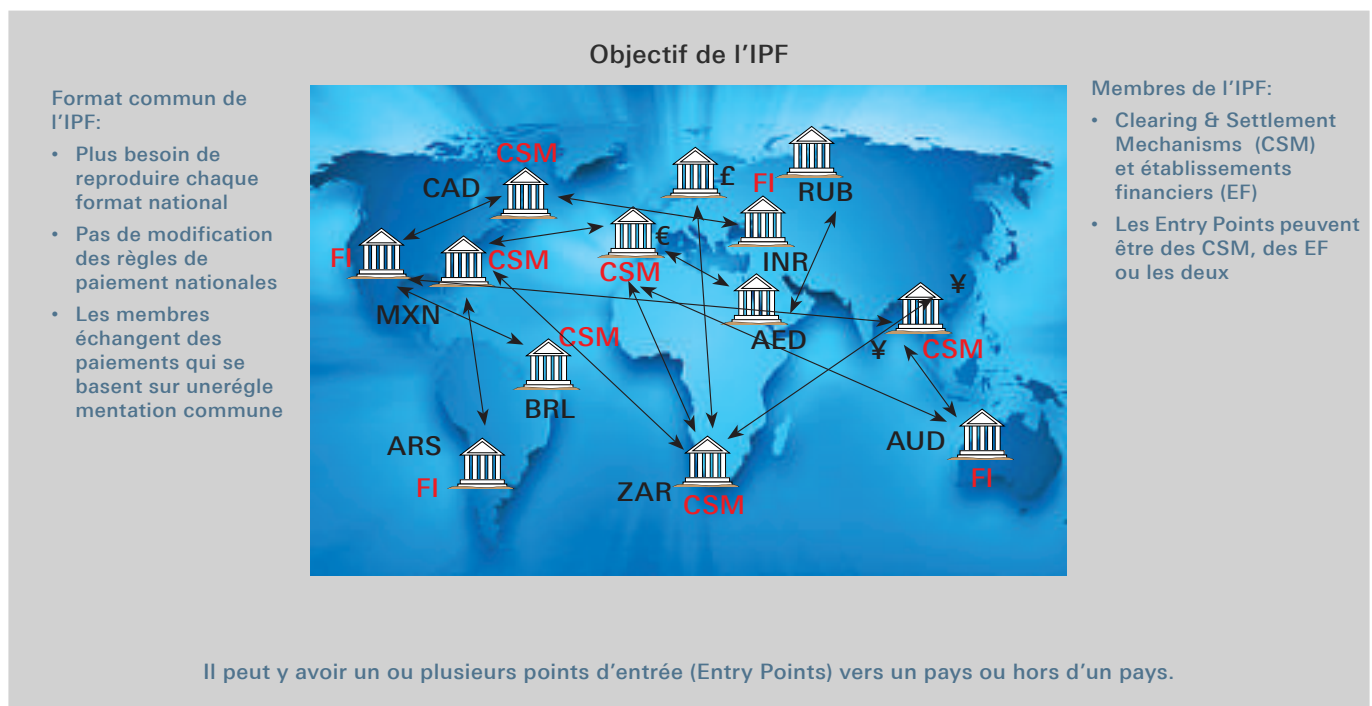 Objectif de l'IPF
Format commun de
l'IPF:
• Plus besoin de
reproduire chaque
format national
• Pas de modification
des règles de
paiement nationales
• Les membres
échangent des
paiements qui se
basent sur unerégle
mentation commune
CSM
CAD
£
FI
RUB
FI
CSM
€
CSM
INR
MXN
AED
¥
¥
CSM
CSM
BRL
ARS
FI
ZAR
CSM
AUD
FI
Membres de l'IPF:
• Clearing & Settlement
Mechanisms (CSM)
et établissements
financiers (EF)
• Les Entry Points peuvent
être des CSM, des EF
ou les deux
Il peut y avoir un ou plusieurs points d'entrée (Entry Points) vers un pays ou hors d'un pays.